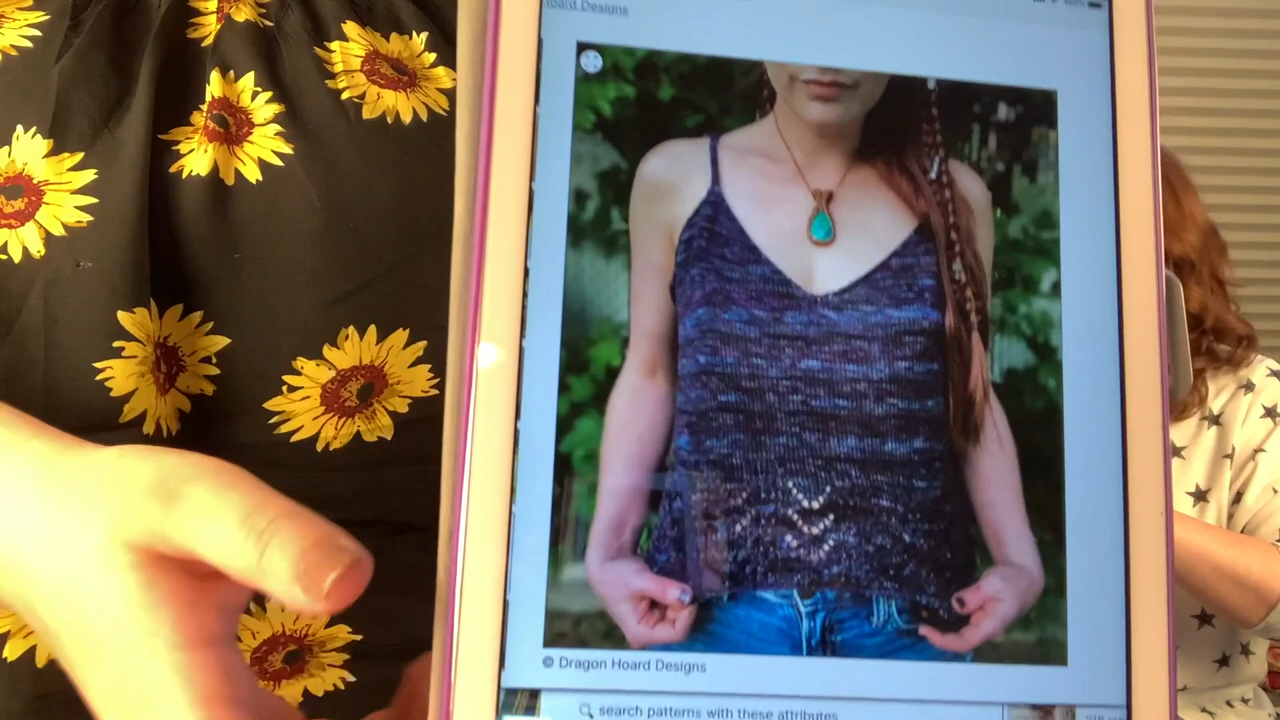 Hoard Designs
© Dragon Hoard Designs
search patterns with these attributes